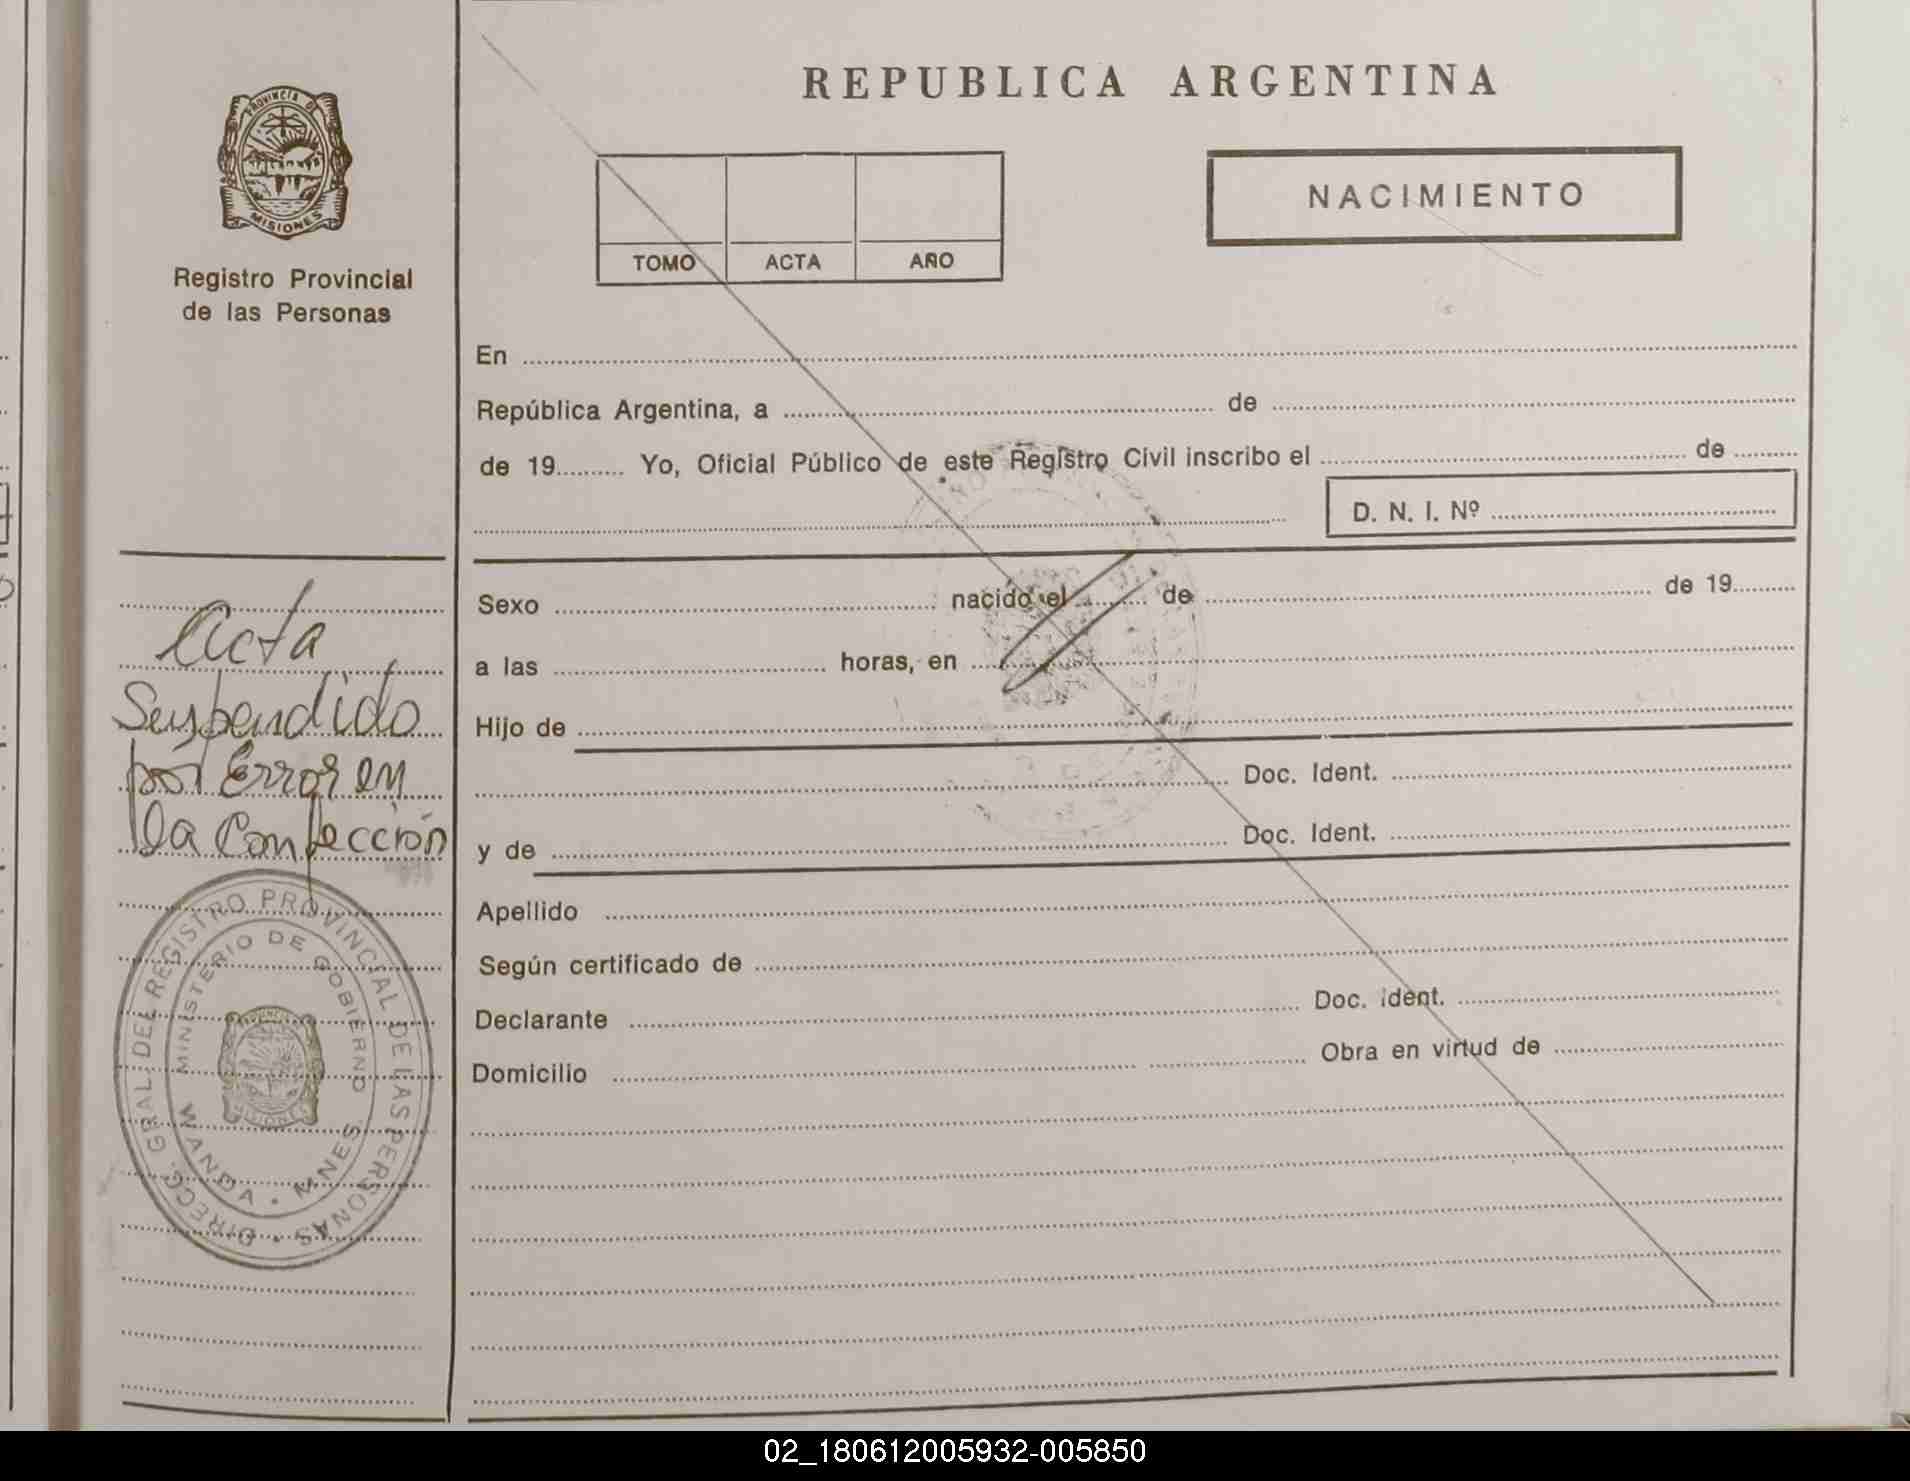 REPUBLICA ARGENTINA
PROVINCIA DE
MISIONES
Registro Provincial
de las Personas
TOMO ACTA AÑO
NACIMIENTO
En
República Argentina, a de
de 19 Yo, Oficial Público de este Registro Civil inscribo el de
D. N. I. Nº
Sexo nacido el de de 19
a las horas, en
Hijo de
Doc. Ident.
y de Doc. Ident.
Apellido
Según certificado de
Declarante Doc. Ident.
Domicilio Obra en virtud de
Acta
Suspendido
por Error en
la Confección
DIRECC. GRAL. DEL REGISTRO PROVINCIAL DE LAS PERSONAS
MINISTERIO DE GOBIERNO
WANDA - MNES.
02_180612005932-005850